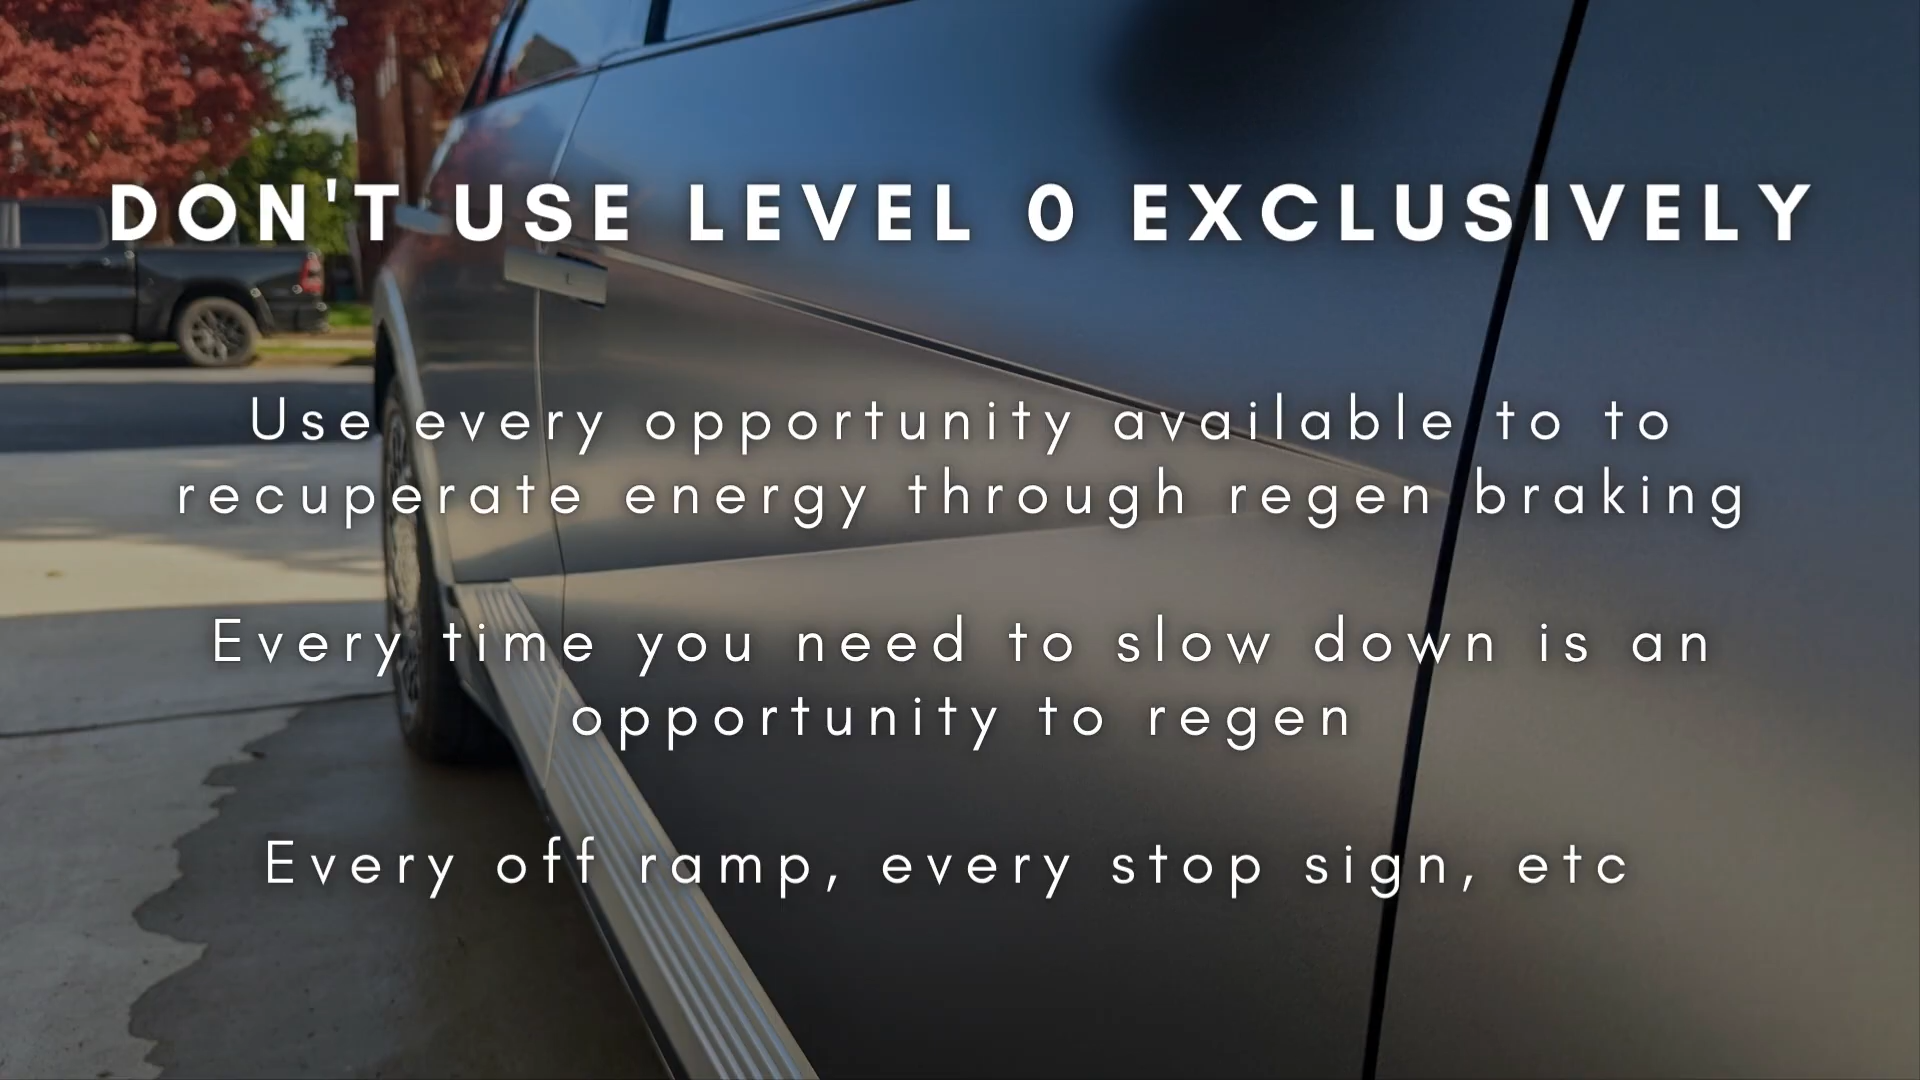 DON'T USE LEVEL 0 EXCLUSIVELY
Use every opportunity available to to
recuperate energy through regen braking
Every time you need to slow down is an
opportunity to regen
Every off ramp, every stop sign, etc